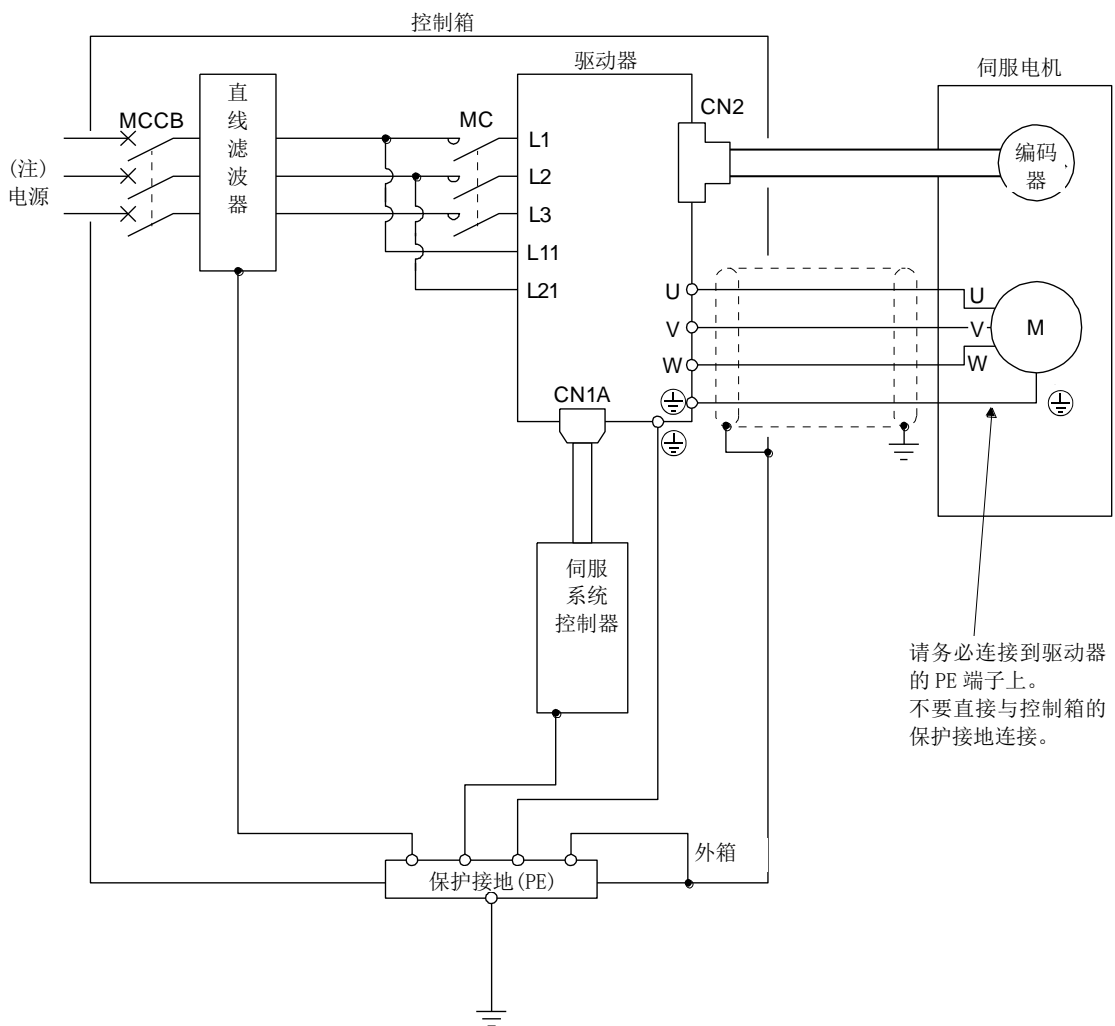 控制箱
驱动器
伺服电机
直
线
滤
波
器
MCCB
MC
CN2
(注)
电源
L1
L2
L3
L11
L21
编码
器
U
V
W
U
V
W
M
CN1A
伺服
系统
控制器
请务必连接到驱动器
的 PE 端子上。
不要直接与控制箱的
保护接地连接。
外箱
保护接地(PE)